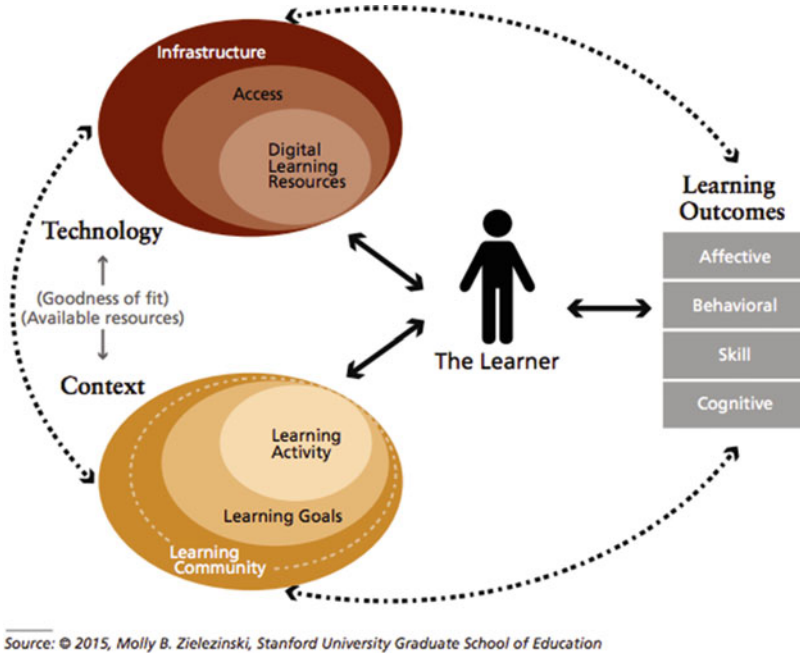 Infrastructure
Access
Digital
Learning
Resources
Technology
(Goodness of fit)
(Available resources)
Context
Learning
Activity
Learning Goals
Learning
Community
The Learner
Learning
Outcomes
Affective
Behavioral
Skill
Cognitive
Source: © 2015, Molly B. Zielezinski, Stanford University Graduate School of Education